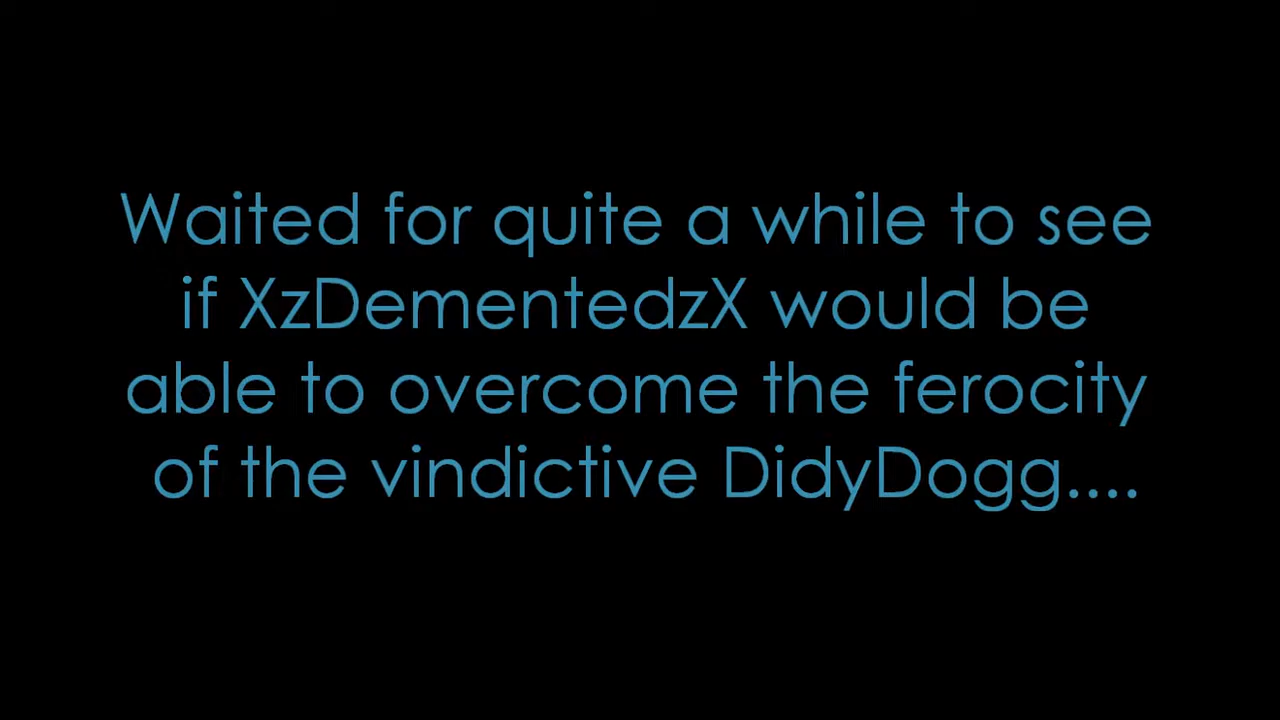 Waited for quite a while to see
if XzDementedzX would be
able to overcome the ferocity
of the vindictive DidyDogg....